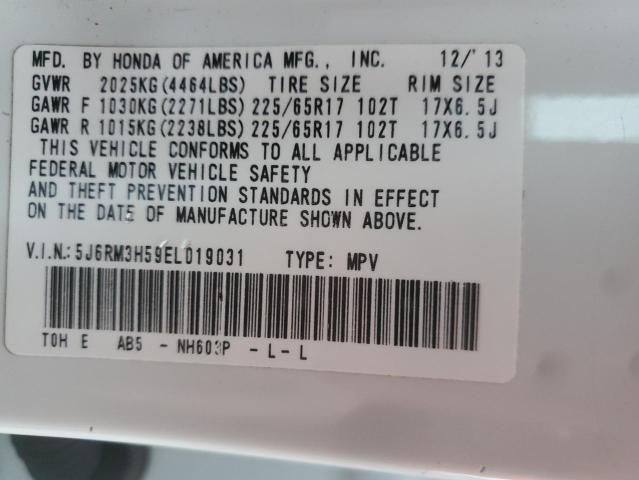 MFD. BY HONDA OF AMERICA MFG., INC. 12/'13
GVWR 2025KG(4464LBS) TIRE SIZE RIM SIZE
GAWR F 1030KG(2271LBS) 225/65R17 102T 17X6.5J
GAWR R 1015KG(2238LBS) 225/65R17 102T 17X6.5J
THIS VEHICLE CONFORMS TO ALL APPLICABLE
FEDERAL MOTOR VEHICLE SAFETY
AND THEFT PREVENTION STANDARDS IN EFFECT
ON THE DATE OF MANUFACTURE SHOWN ABOVE.
V.I.N.: 5J6RM3H59EL019031 TYPE: MPV
T0H E AB5 - NH603P - L - L